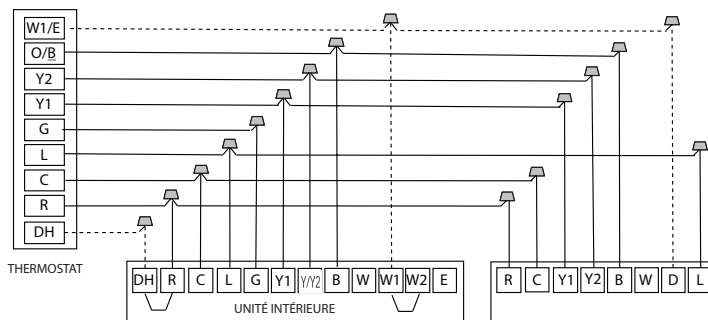 W1/E
O/B
Y2
Y1
G
L
C
R
DH
THERMOSTAT
DH R C L G Y1 Y/Y2 B W W1 W2 E
UNITÉ INTÉRIEURE
R C Y1 Y2 B W D L